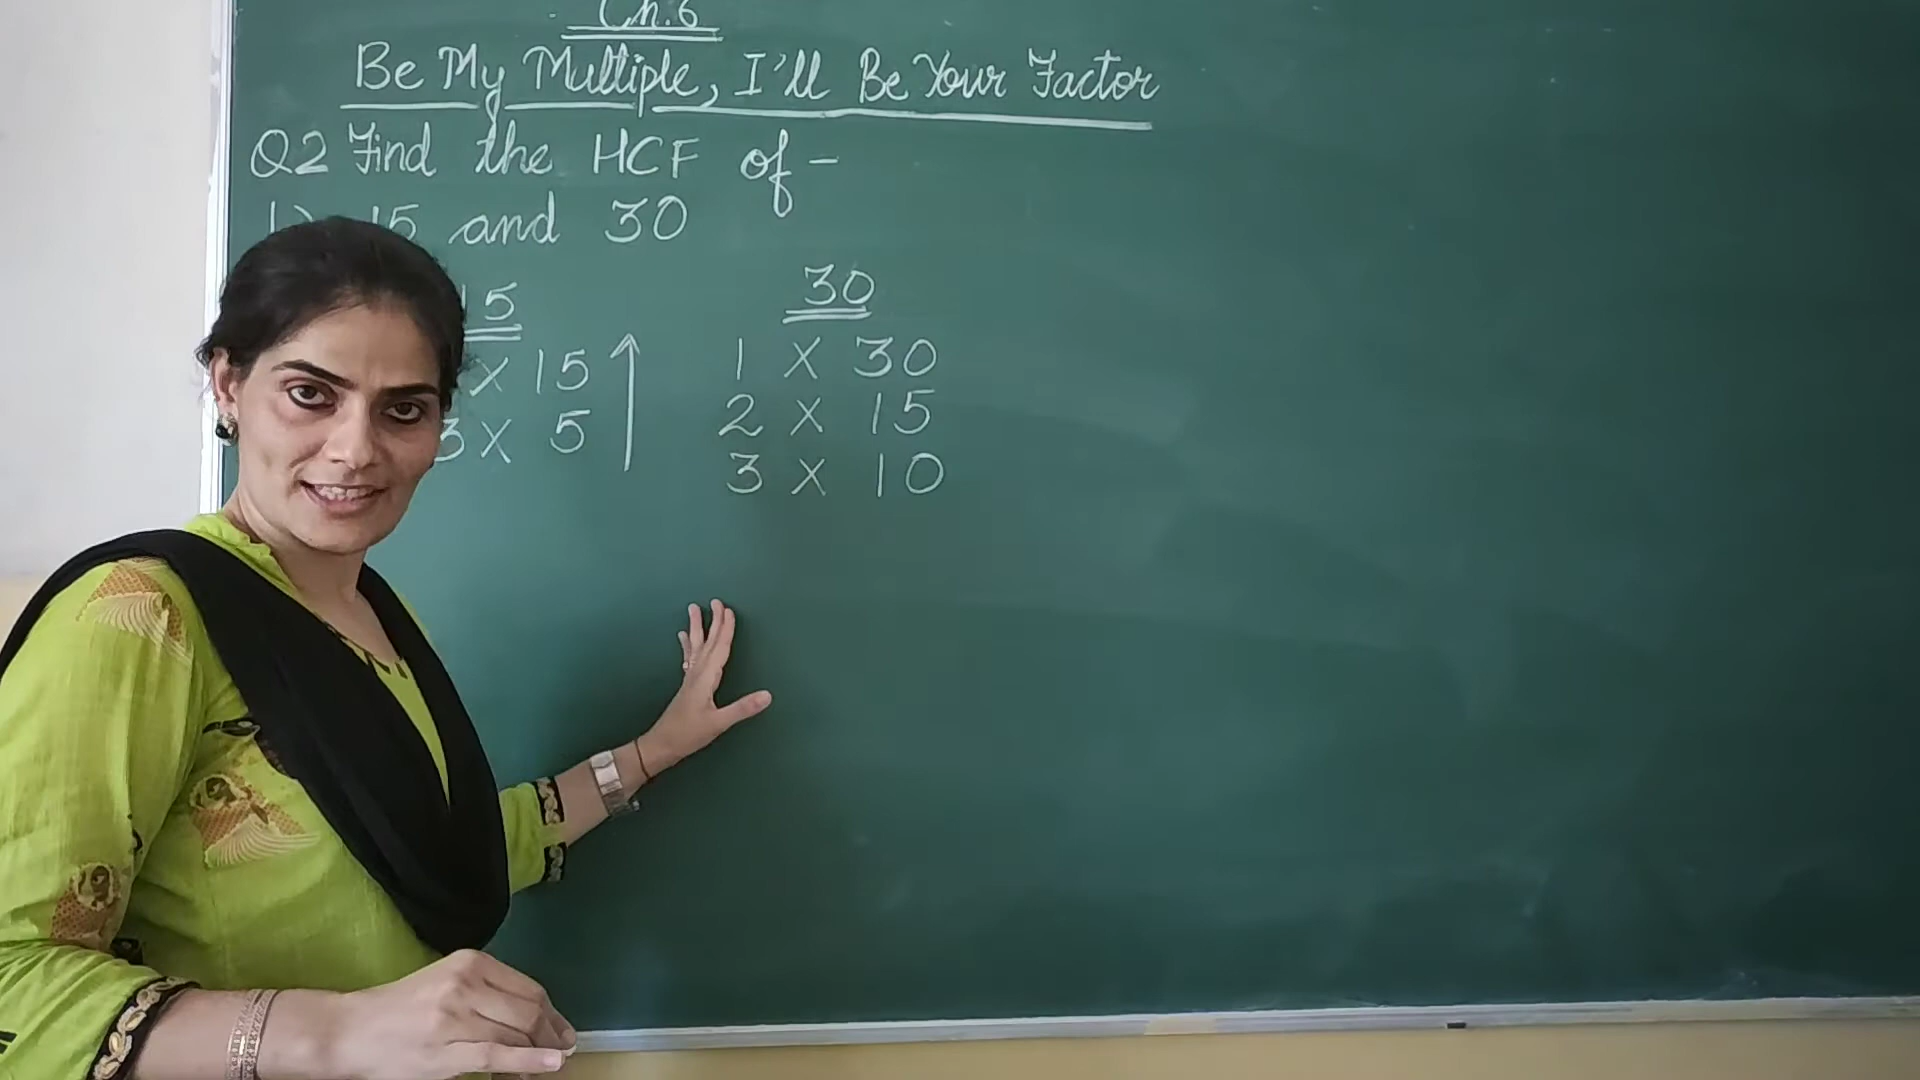 Ch.6
Be My Multiple, I'll Be Your Factor
Q2 Find the HCF of -
1) 15 and 30
15
30
X 15
1 X 30
3 X 5
2 X 15
3 X 10